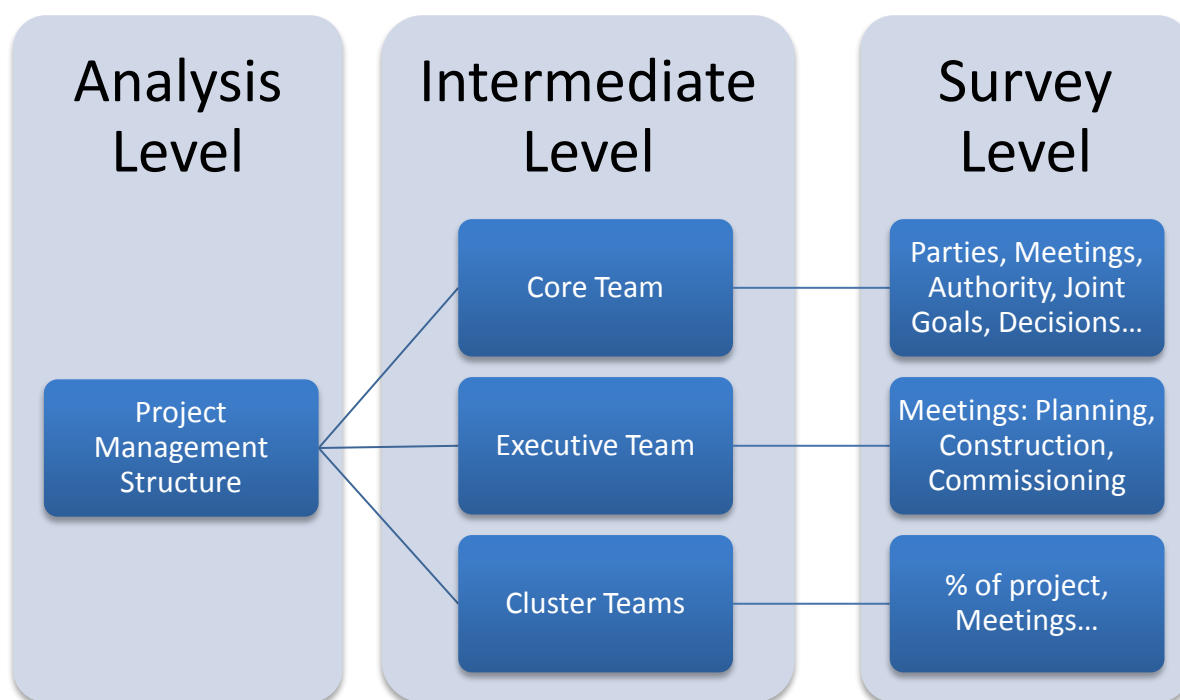 Analysis
Level
Intermediate
Level
Survey
Level
Project
Management
Structure
Core Team
Executive Team
Cluster Teams
Parties, Meetings,
Authority, Joint
Goals, Decisions…
Meetings: Planning,
Construction,
Commissioning
% of project,
Meetings…